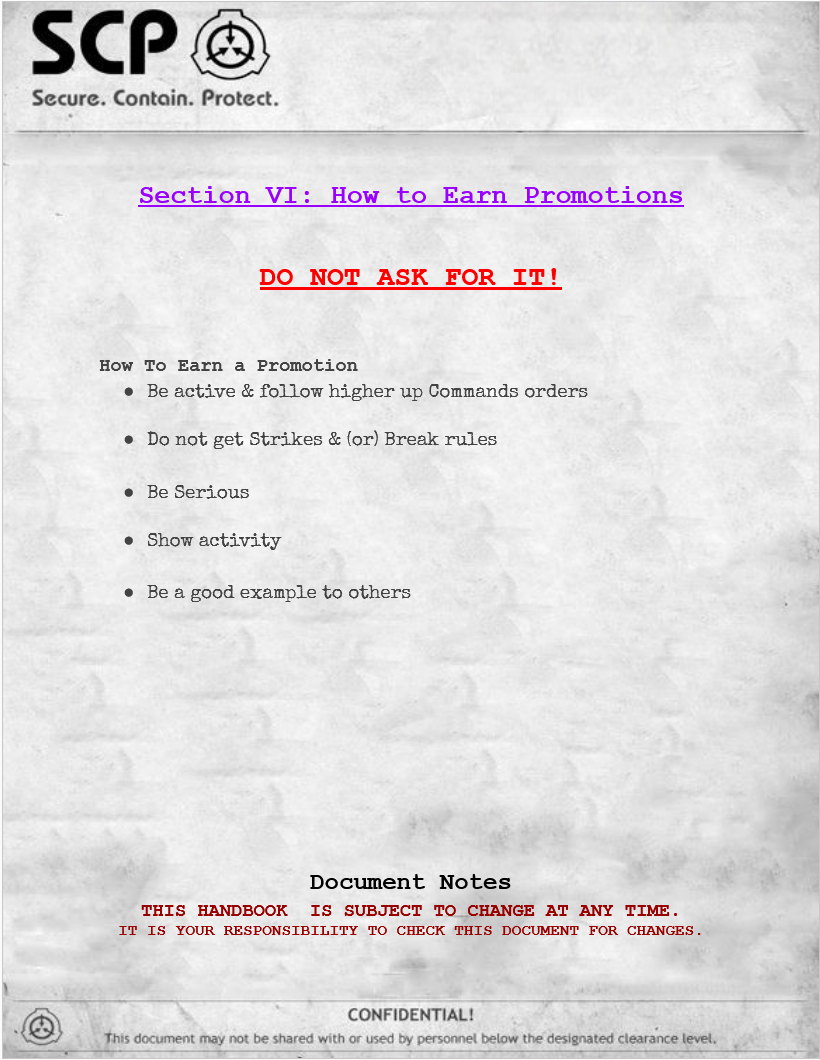 SCP
Secure. Contain. Protect.
Section VI: How to Earn Promotions
DO NOT ASK FOR IT!
How To Earn a Promotion
● Be active & follow higher up Commands orders
● Do not get Strikes & (or) Break rules
● Be Serious
● Show activity
● Be a good example to others
Document Notes
THIS HANDBOOK  IS SUBJECT TO CHANGE AT ANY TIME.
IT IS YOUR RESPONSIBILITY TO CHECK THIS DOCUMENT FOR CHANGES.
CONFIDENTIAL!
This document may not be shared with or used by personnel below the designated clearance level.